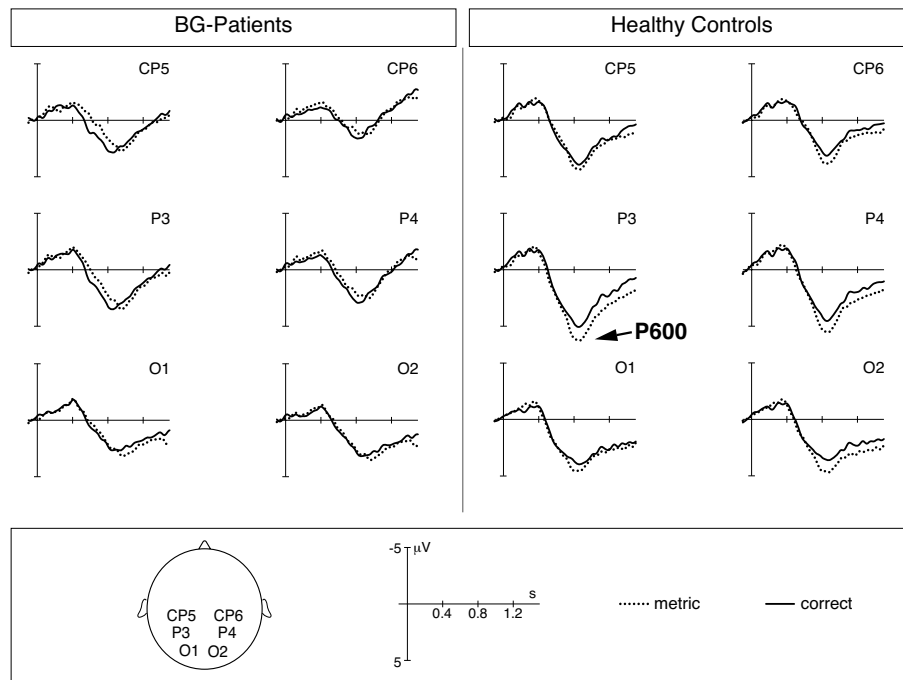 BG-Patients Healthy Controls
CP5 CP6 CP5 CP6
P3 P4 P3 P4
P600
O1 O2 O1 O2
-5 µV
s
0.4 0.8 1.2
5
CP5 CP6
P3 P4
O1 O2
metric correct